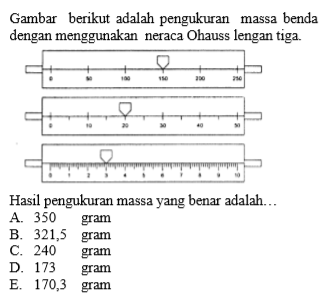 Gambar berikut adalah pengukuran massa benda
dengan menggunakan neraca Ohauss lengan tiga.
0 50 100 150 200 250
0 10 20 30 40 50
0 1 2 3 4 5 6 7 8 9 10
Hasil pengukuran massa yang benar adalah…
A. 350 gram
B. 321,5 gram
C. 240 gram
D. 173 gram
E. 170,3 gram